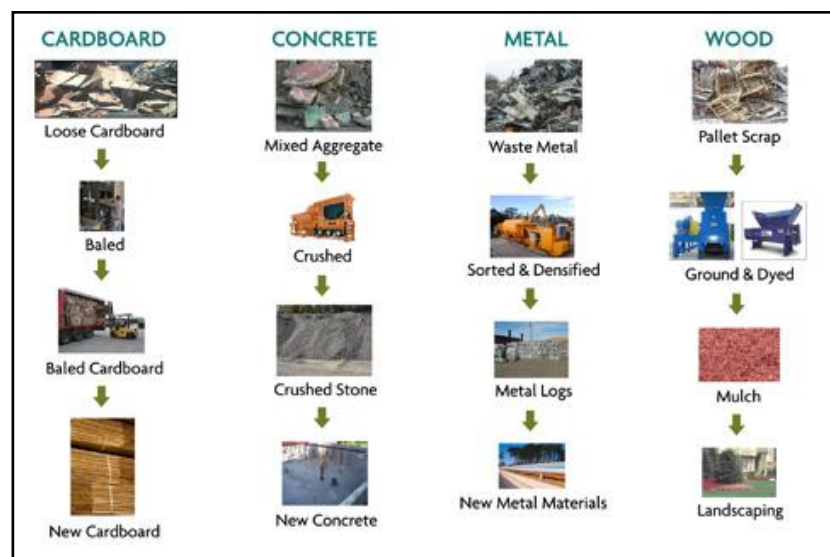 CARDBOARD
Loose Cardboard
Baled
Baled Cardboard
New Cardboard
CONCRETE
Mixed Aggregate
Crushed
Crushed Stone
New Concrete
METAL
Waste Metal
Sorted & Densified
Metal Logs
New Metal Materials
WOOD
Pallet Scrap
Ground & Dyed
Mulch
Landscaping